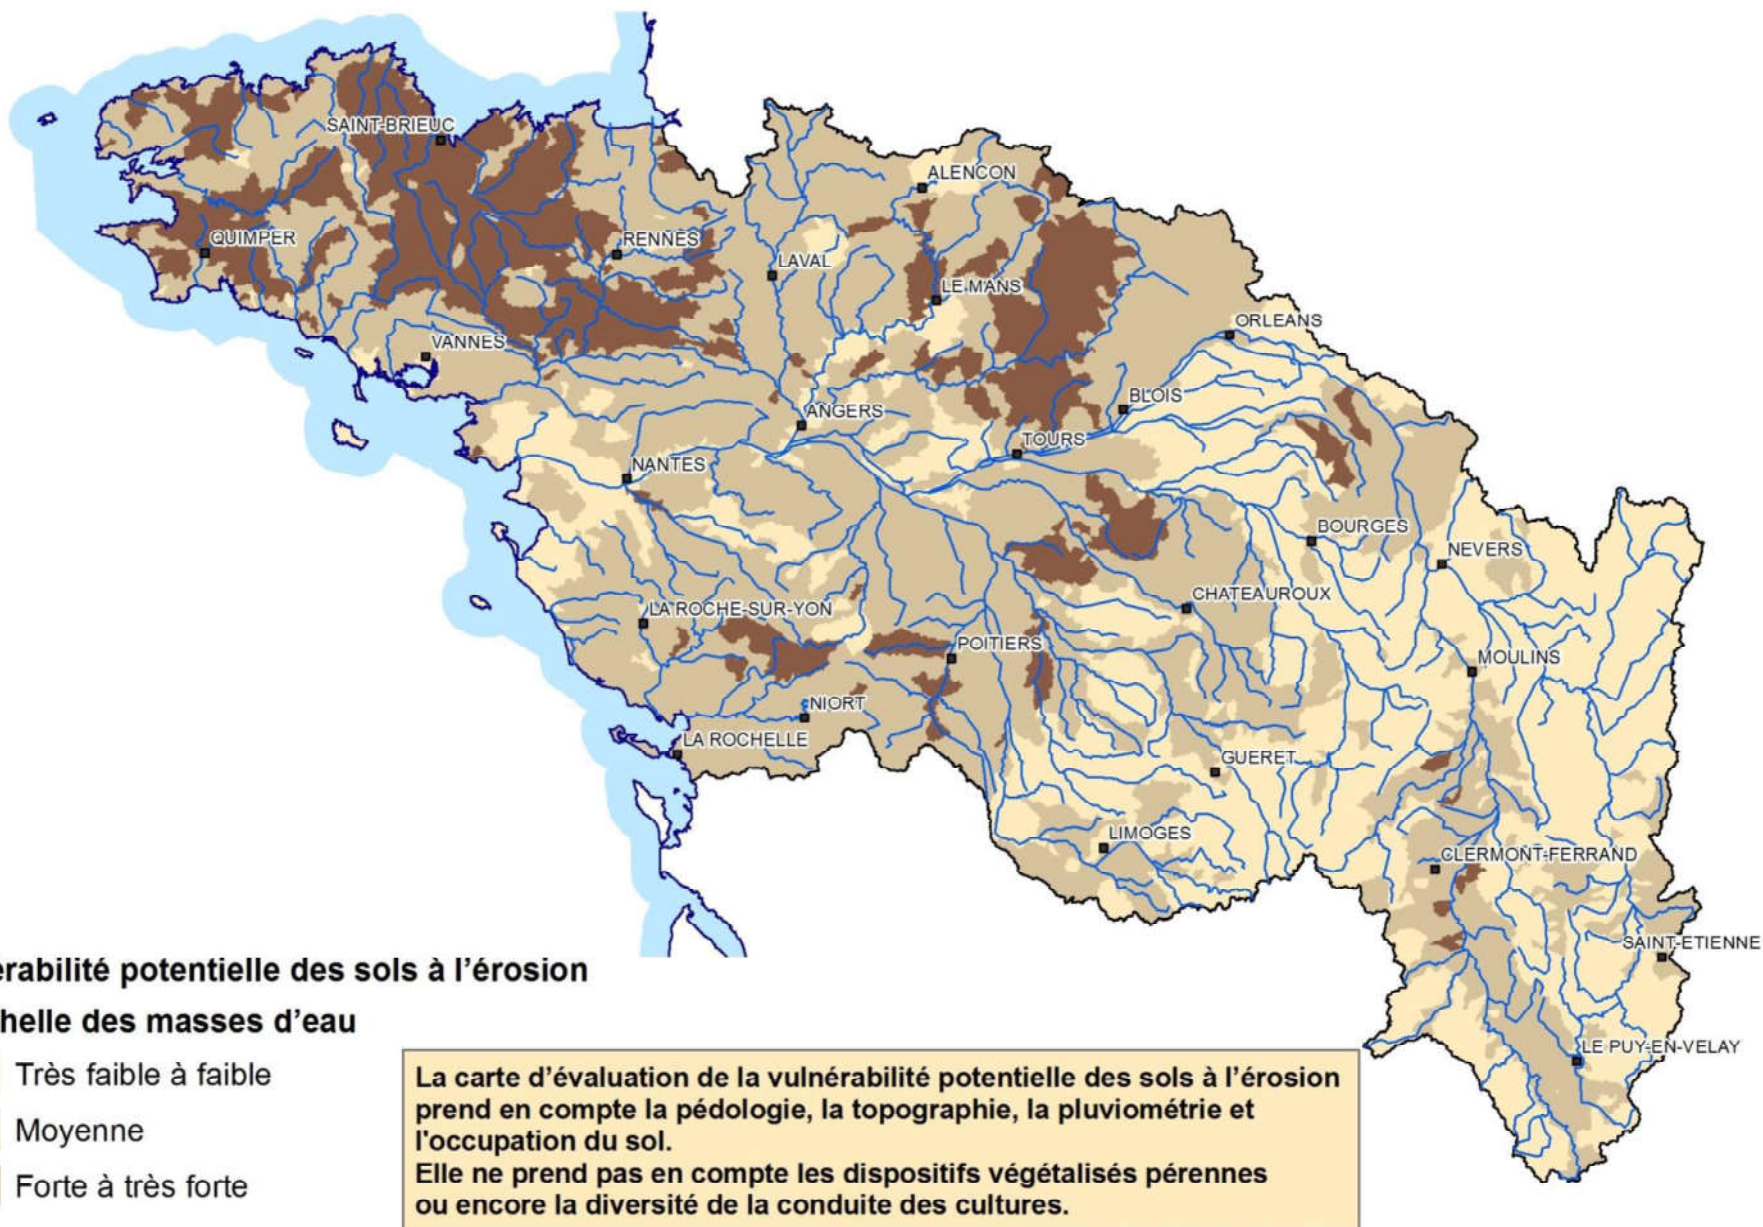 SAINT-BRIEUC
ALENCON
QUIMPER
RENNES
LAVAL
LE MANS
ORLEANS
VANNES
BLOIS
ANGERS
TOURS
NANTES
BOURGES
NEVERS
CHATEAUROUX
LA ROCHE-SUR-YON
POITIERS
MOULINS
NIORT
LA ROCHELLE
GUERET
LIMOGES
CLERMONT-FERRAND
SAINT-ETIENNE
LE PUY-EN-VELAY
érabilité potentielle des sols à l’érosion
helle des masses d’eau
Très faible à faible
Moyenne
Forte à très forte
La carte d’évaluation de la vulnérabilité potentielle des sols à l’érosion
prend en compte la pédologie, la topographie, la pluviométrie et
l'occupation du sol.
Elle ne prend pas en compte les dispositifs végétalisés pérennes
ou encore la diversité de la conduite des cultures.